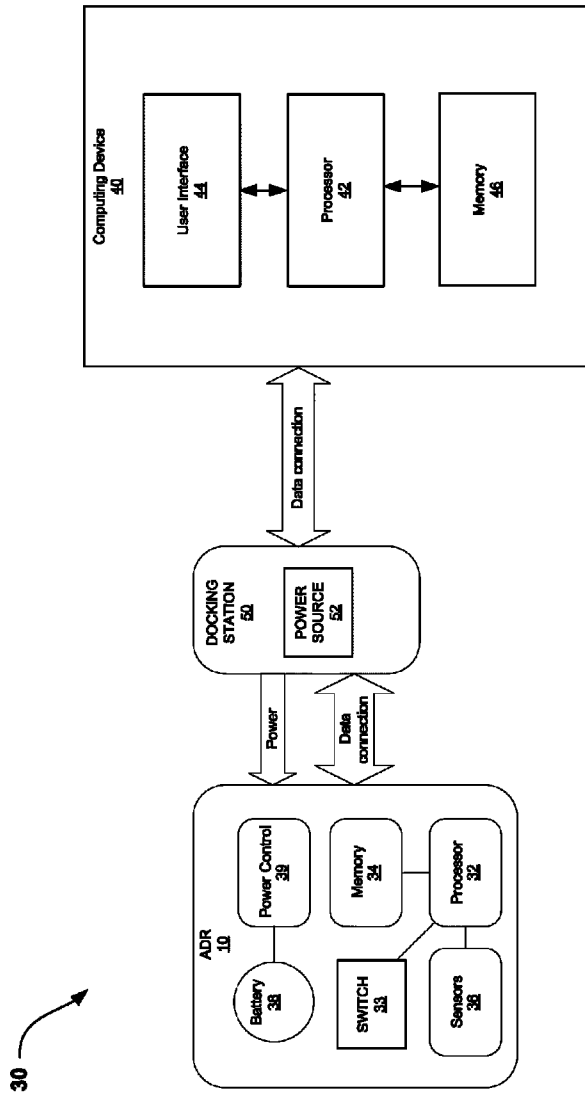 30
ADR
10
Battery
38
Power Control
39
SWITCH
33
Memory
34
Sensors
36
Processor
32
Power
Data
connection
DOCKING
STATION
50
POWER
SOURCE
52
Data connection
Computing Device
40
User Interface
44
Processor
42
Memory
46